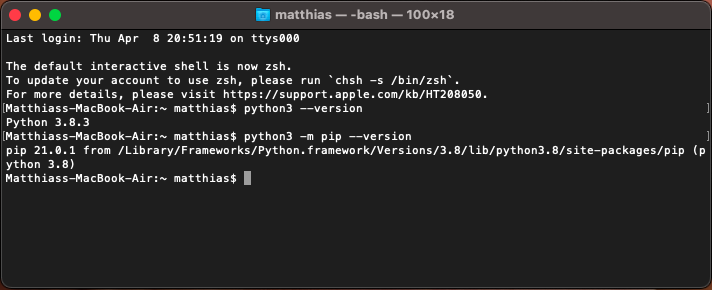 matthias — -bash — 100×18
Last login: Thu Apr  8 20:51:19 on ttys000

The default interactive shell is now zsh.
To update your account to use zsh, please run `chsh -s /bin/zsh`.
For more details, please visit https://support.apple.com/kb/HT208050.
[Matthiass-MacBook-Air:~ matthias$ python3 --version ]
Python 3.8.3
[Matthiass-MacBook-Air:~ matthias$ python3 -m pip --version ]
pip 21.0.1 from /Library/Frameworks/Python.framework/Versions/3.8/lib/python3.8/site-packages/pip (p
ython 3.8)
Matthiass-MacBook-Air:~ matthias$